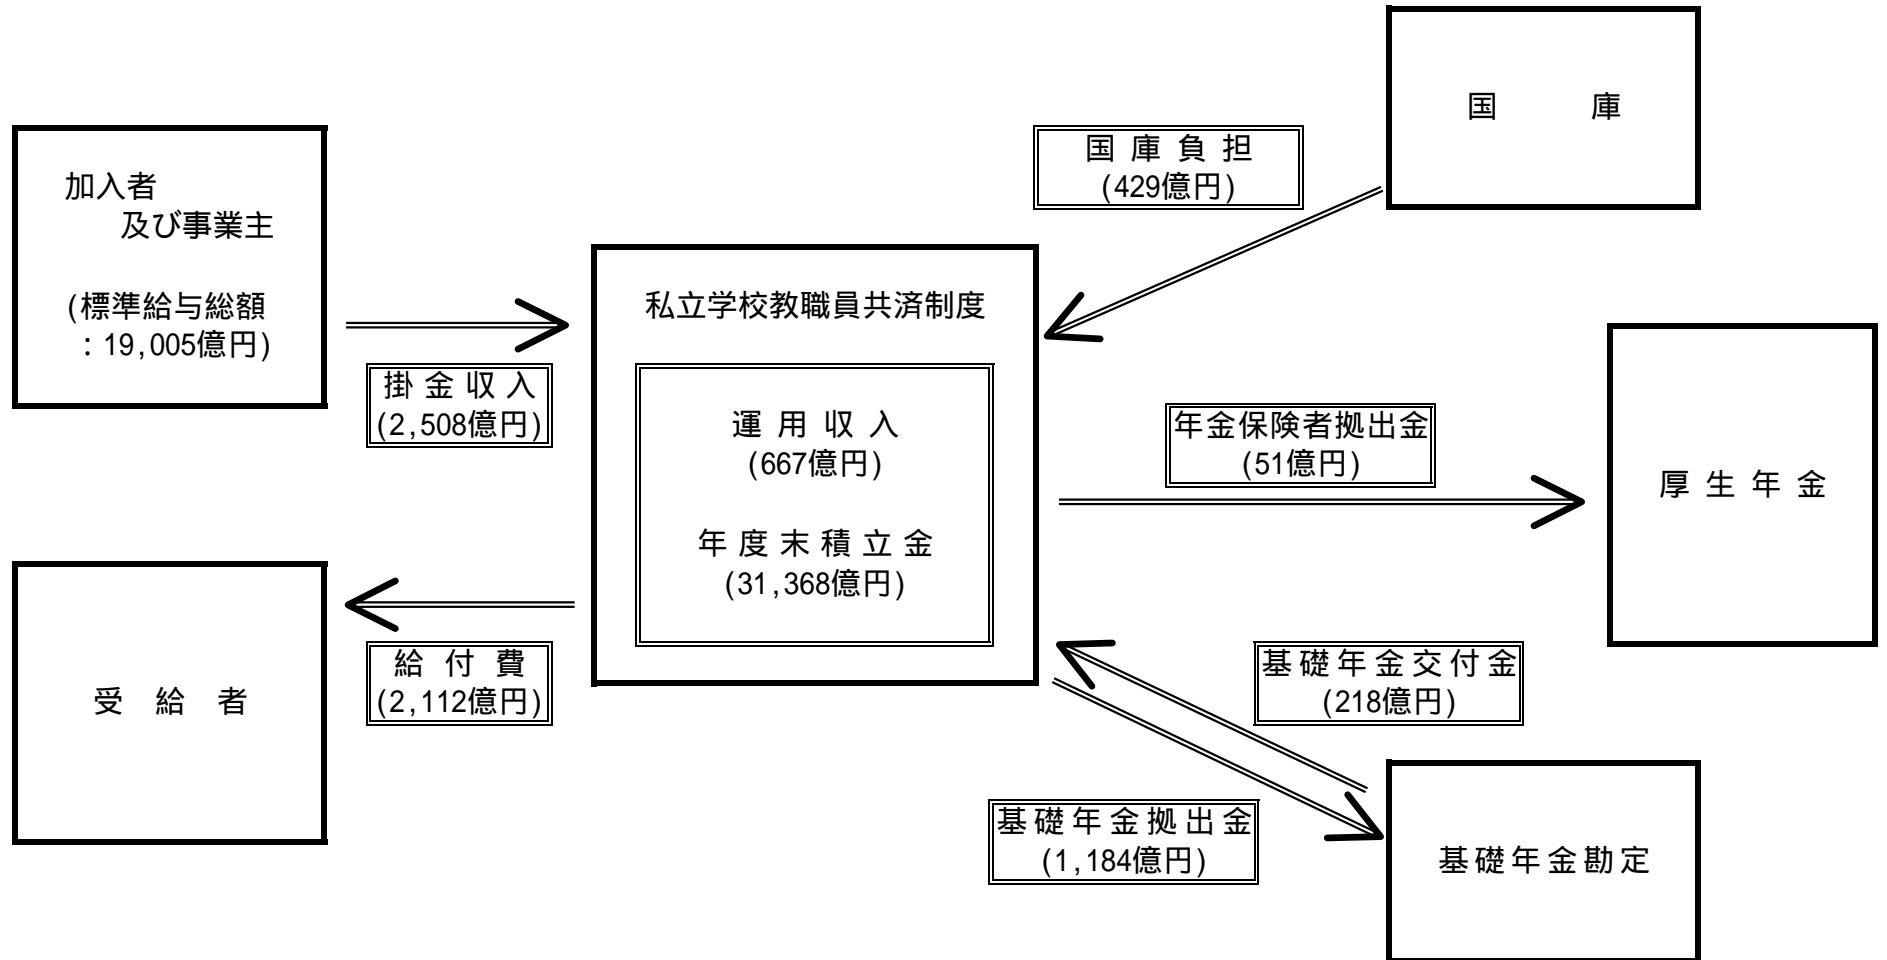 国庫
国庫負担
(429億円)
加入者
及び事業主
(標準給与総額
:19,005億円)
私立学校教職員共済制度
掛金収入
(2,508億円)
運用収入
(667億円)
年度末積立金
(31,368億円)
年金保険者拠出金
(51億円)
厚生年金
受給者
給付費
(2,112億円)
基礎年金交付金
(218億円)
基礎年金拠出金
(1,184億円)
基礎年金勘定